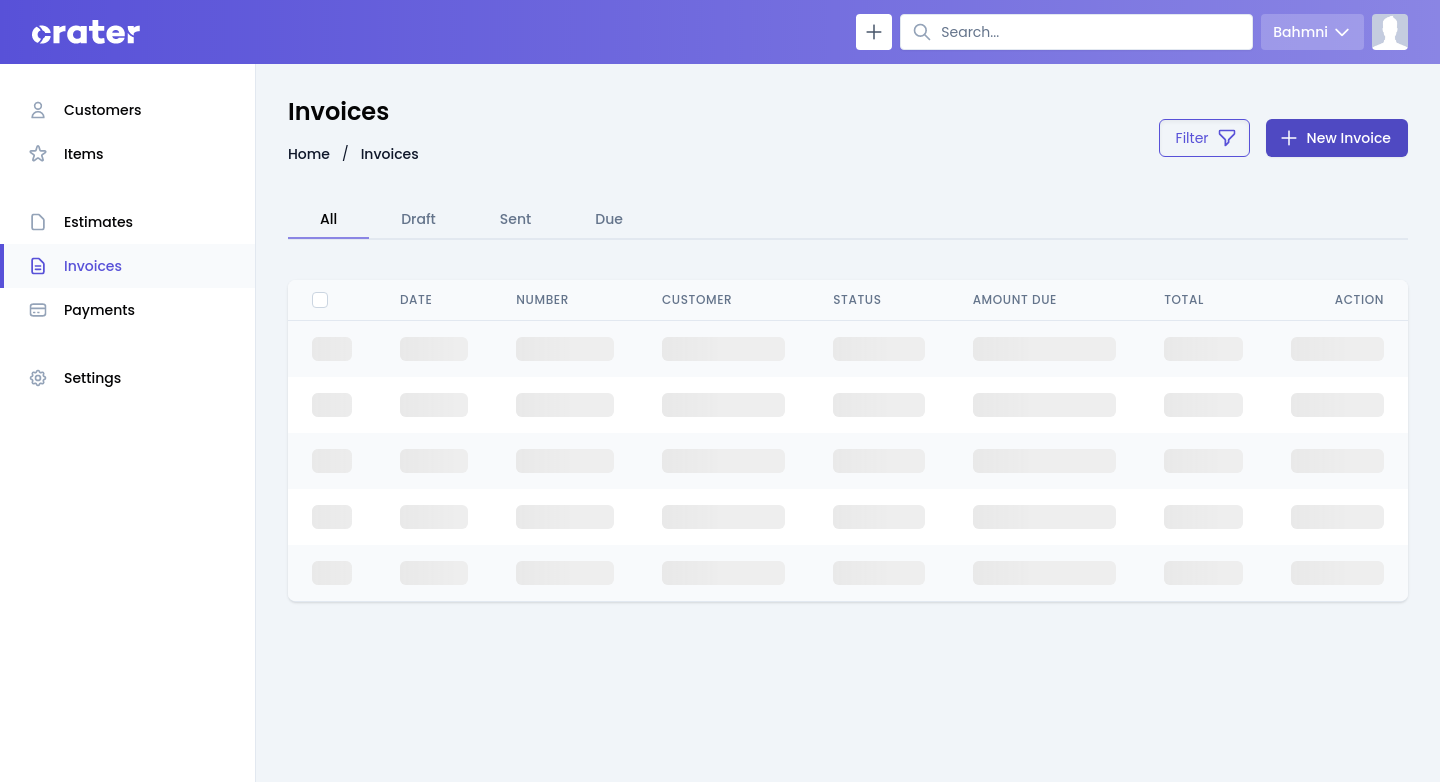 crater
Search...
Bahmni
Customers
Items
Estimates
Invoices
Payments
Settings
Invoices
Home / Invoices
Filter
New Invoice
All Draft Sent Due
DATE NUMBER CUSTOMER STATUS AMOUNT DUE TOTAL ACTION